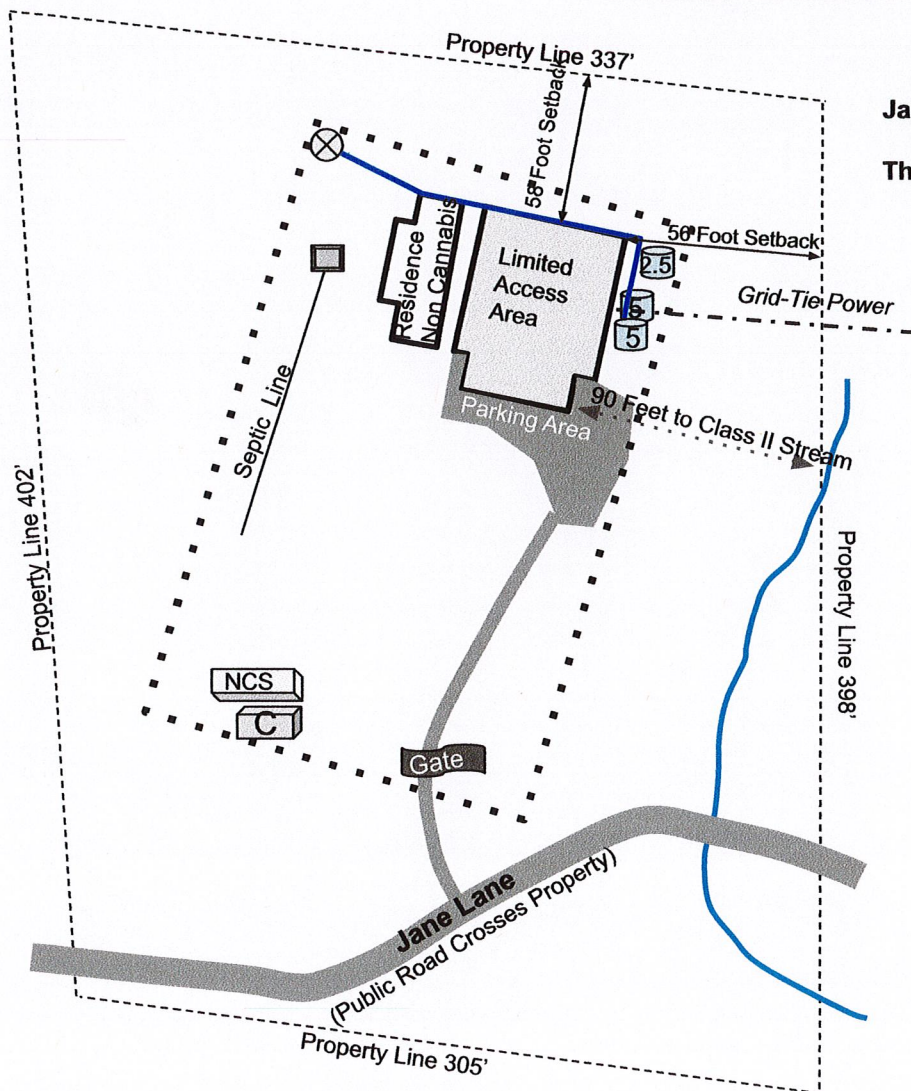 Property Line 337'
58 Foot Setback
Ja
Th
56 Foot Setback
Residence
Non Cannabis
Limited
Access
Area
2.5
5
5
Grid-Tie Power
Septic Line
Parking Area
90 Feet to Class II Stream
Property Line 402'
Property Line 398'
NCS
C
Gate
Jane Lane
(Public Road Crosses Property)
Property Line 305'